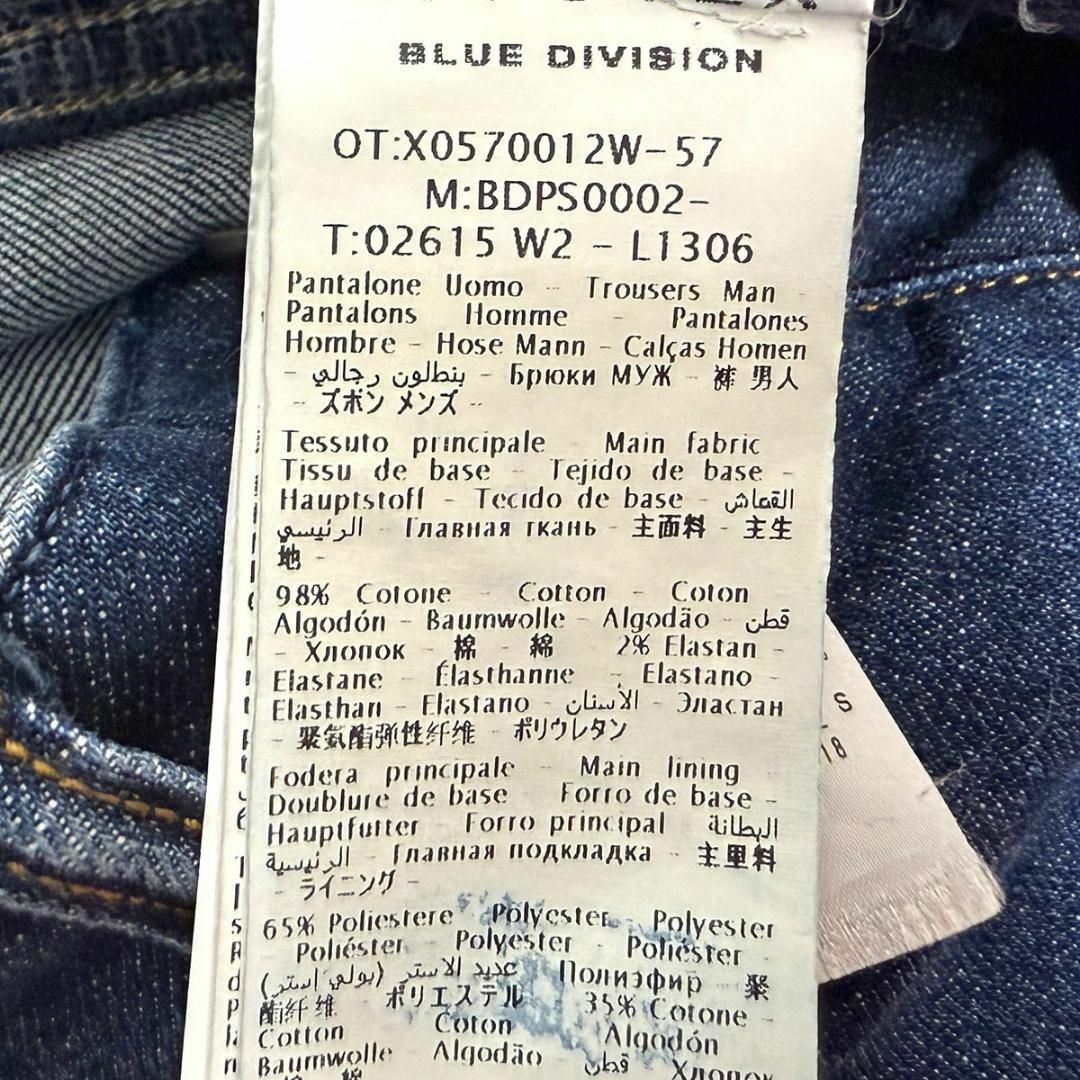 BLUE DIVISION
OT:X0570012W-57
M:BDPS0002-
T:02615 W2 - L1306
Pantalone Uomo - Trousers Man -
Pantalons Homme - Pantalones
Hombre - Hose Mann - Calças Homen
- بنطلون رجالي - Брюки МУЖ - 裤 男人
- ズボン メンズ -
Tessuto principale - Main fabric
Tissu de base - Tejido de base -
Hauptstoff - Tecido de base - القماش
الرئيسي - Главная ткань - 主面料 - 主生
地 -
98% Cotone - Cotton - Coton
Algodón - Baumwolle - Algodão - قطن
- Хлопок - 棉 - 綿 2% Elastan -
Elastane - Élasthanne - Elastano -
Elasthan - Elastano - الأستان - Эластан
- 聚氨酯弹性纤维 - ポリウレタン
Fodera principale - Main lining
Doublure de base - Forro de base -
Hauptfutter - Forro principal - البطانة
الرئيسية - Главная подкладка - 主里料
- ライニング -
65% Poliestere - Polyester - Polyester
Poliéster - Polyester - Poliéster -
عديد الاستر (بولي استر) - Полиэфир - 聚
酯纤维 - ポリエステル 35% Cotone -
Cotton - Coton - Algodón
Baumwolle - Algodão - قطن - Хлопок
S
18